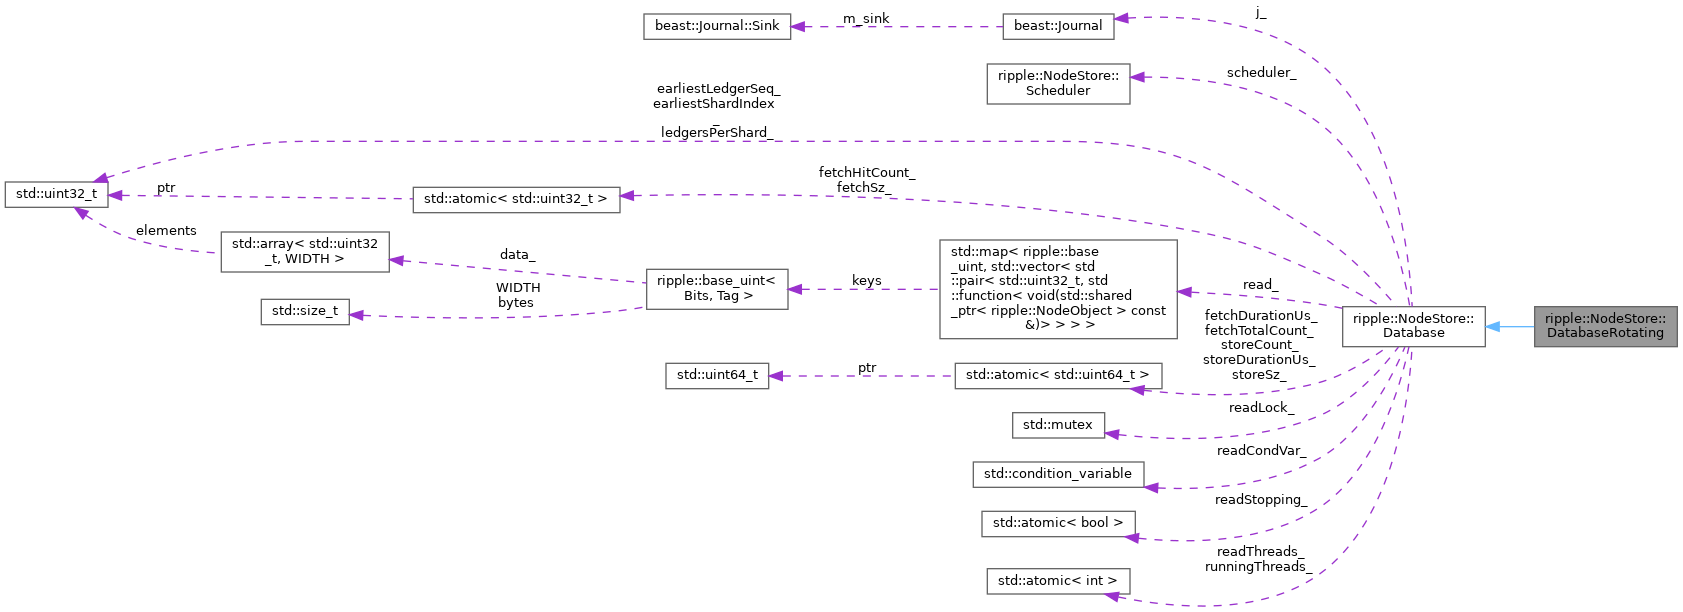 j_
beast::Journal::Sink
m_sink
beast::Journal
ripple::NodeStore::
Scheduler
scheduler_
earliestLedgerSeq_
earliestShardIndex
_
ledgersPerShard_
std::uint32_t
ptr
std::atomic< std::uint32_t >
fetchHitCount_
fetchSz_
elements
std::array< std::uint32
_t, WIDTH >
data_
WIDTH
bytes
std::size_t
ripple::base_uint<
Bits, Tag >
keys
std::map< ripple::base
_uint, std::vector< std
::pair< std::uint32_t, std
::function< void(std::shared
_ptr< ripple::NodeObject > const
&)> > > >
read_
ripple::NodeStore::
Database
ripple::NodeStore::
DatabaseRotating
fetchDurationUs_
fetchTotalCount_
storeCount_
storeDurationUs_
storeSz_
std::uint64_t
ptr
std::atomic< std::uint64_t >
readLock_
std::mutex
readCondVar_
std::condition_variable
readStopping_
std::atomic< bool >
readThreads_
runningThreads_
std::atomic< int >